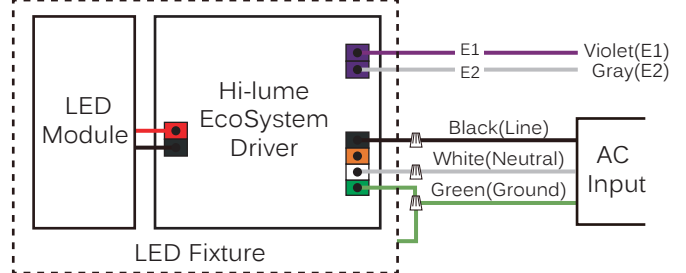 E1
Violet(E1)
E2
Gray(E2)
LED
Module
Hi-lume
EcoSystem
Driver
Black(Line)
White(Neutral)
Green(Ground)
AC
Input
LED Fixture